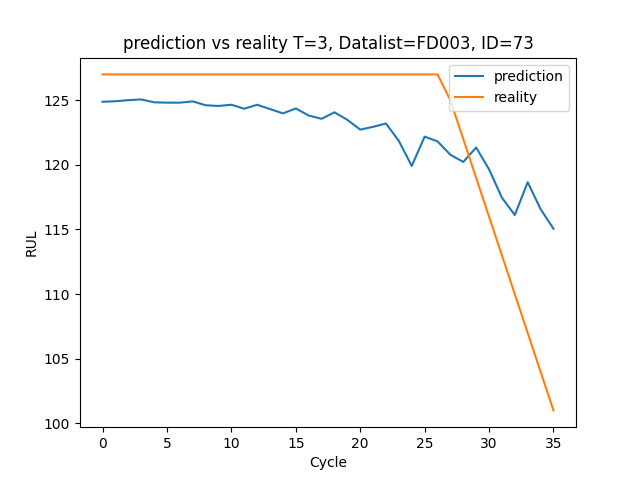 prediction vs reality T=3, Datalist=FD003, ID=73
prediction
reality
RUL
125
120
115
110
105
100
0 5 10 15 20 25 30 35
Cycle